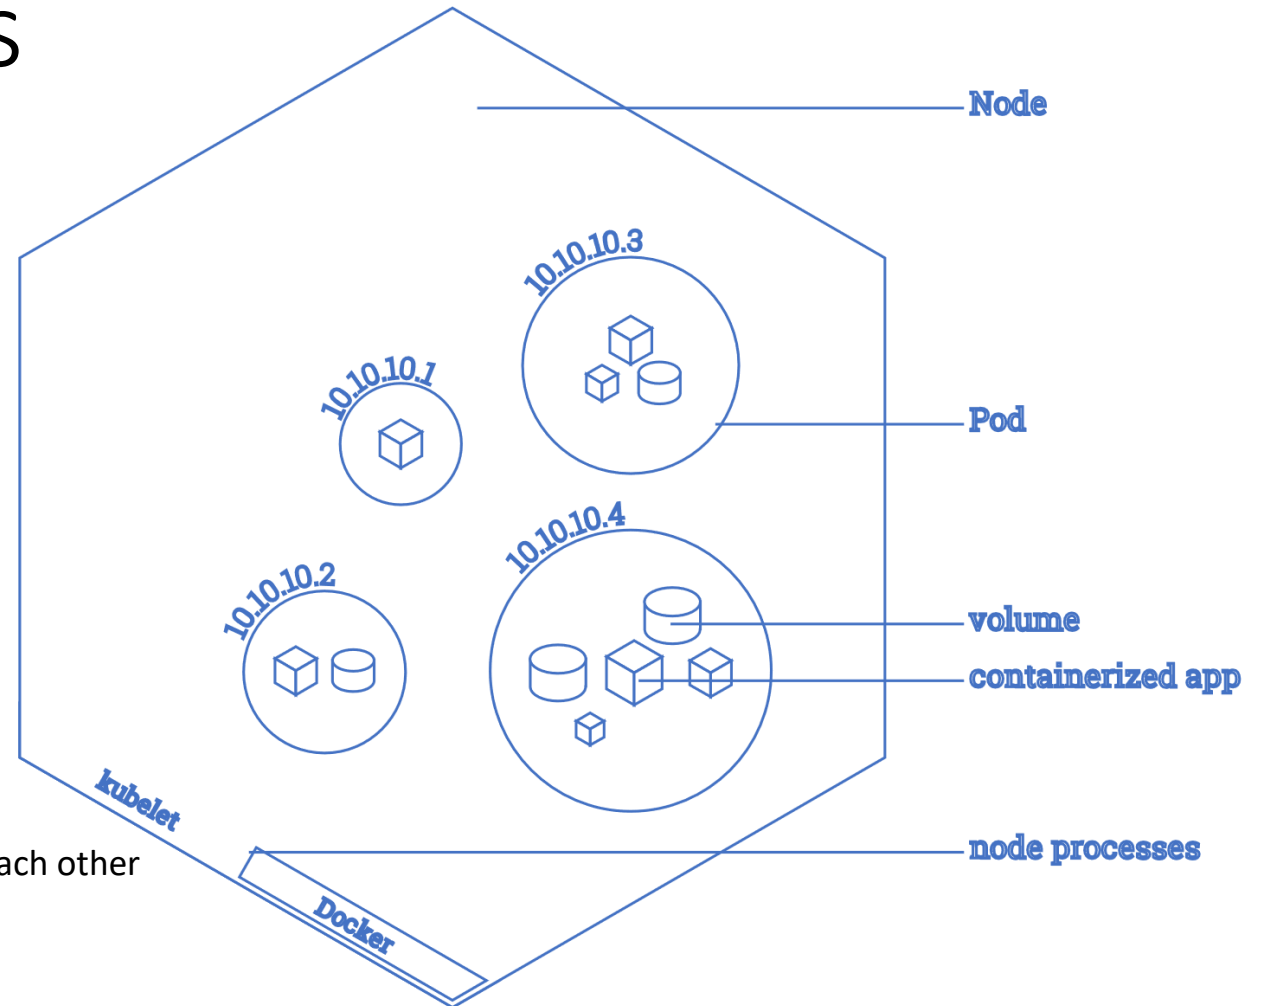 S
Node
10.10.10.3
10.10.10.1
Pod
10.10.10.4
10.10.10.2
volume
containerized app
kubelet
node processes
ach other
Docker